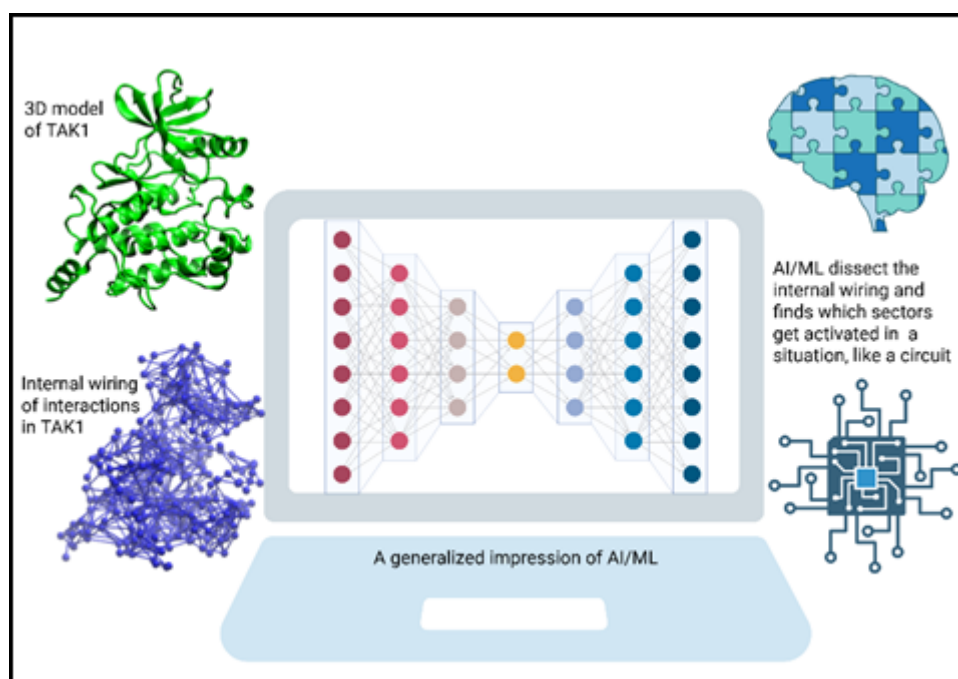 3D model
of TAK1
Internal wiring
of interactions
in TAK1
AI/ML dissect the
internal wiring and
finds which sectors
get activated in a
situation, like a circuit
A generalized impression of AI/ML